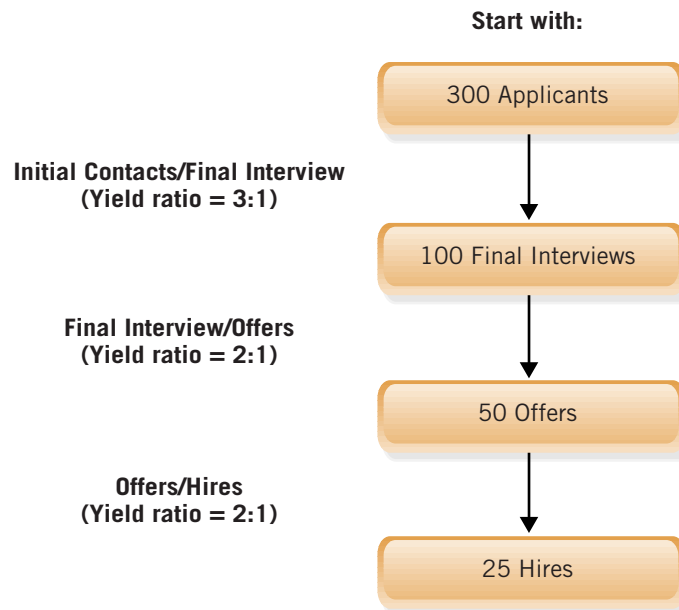 Start with:
300 Applicants
Initial Contacts/Final Interview
(Yield ratio = 3:1)
100 Final Interviews
Final Interview/Offers
(Yield ratio = 2:1)
50 Offers
Offers/Hires
(Yield ratio = 2:1)
25 Hires